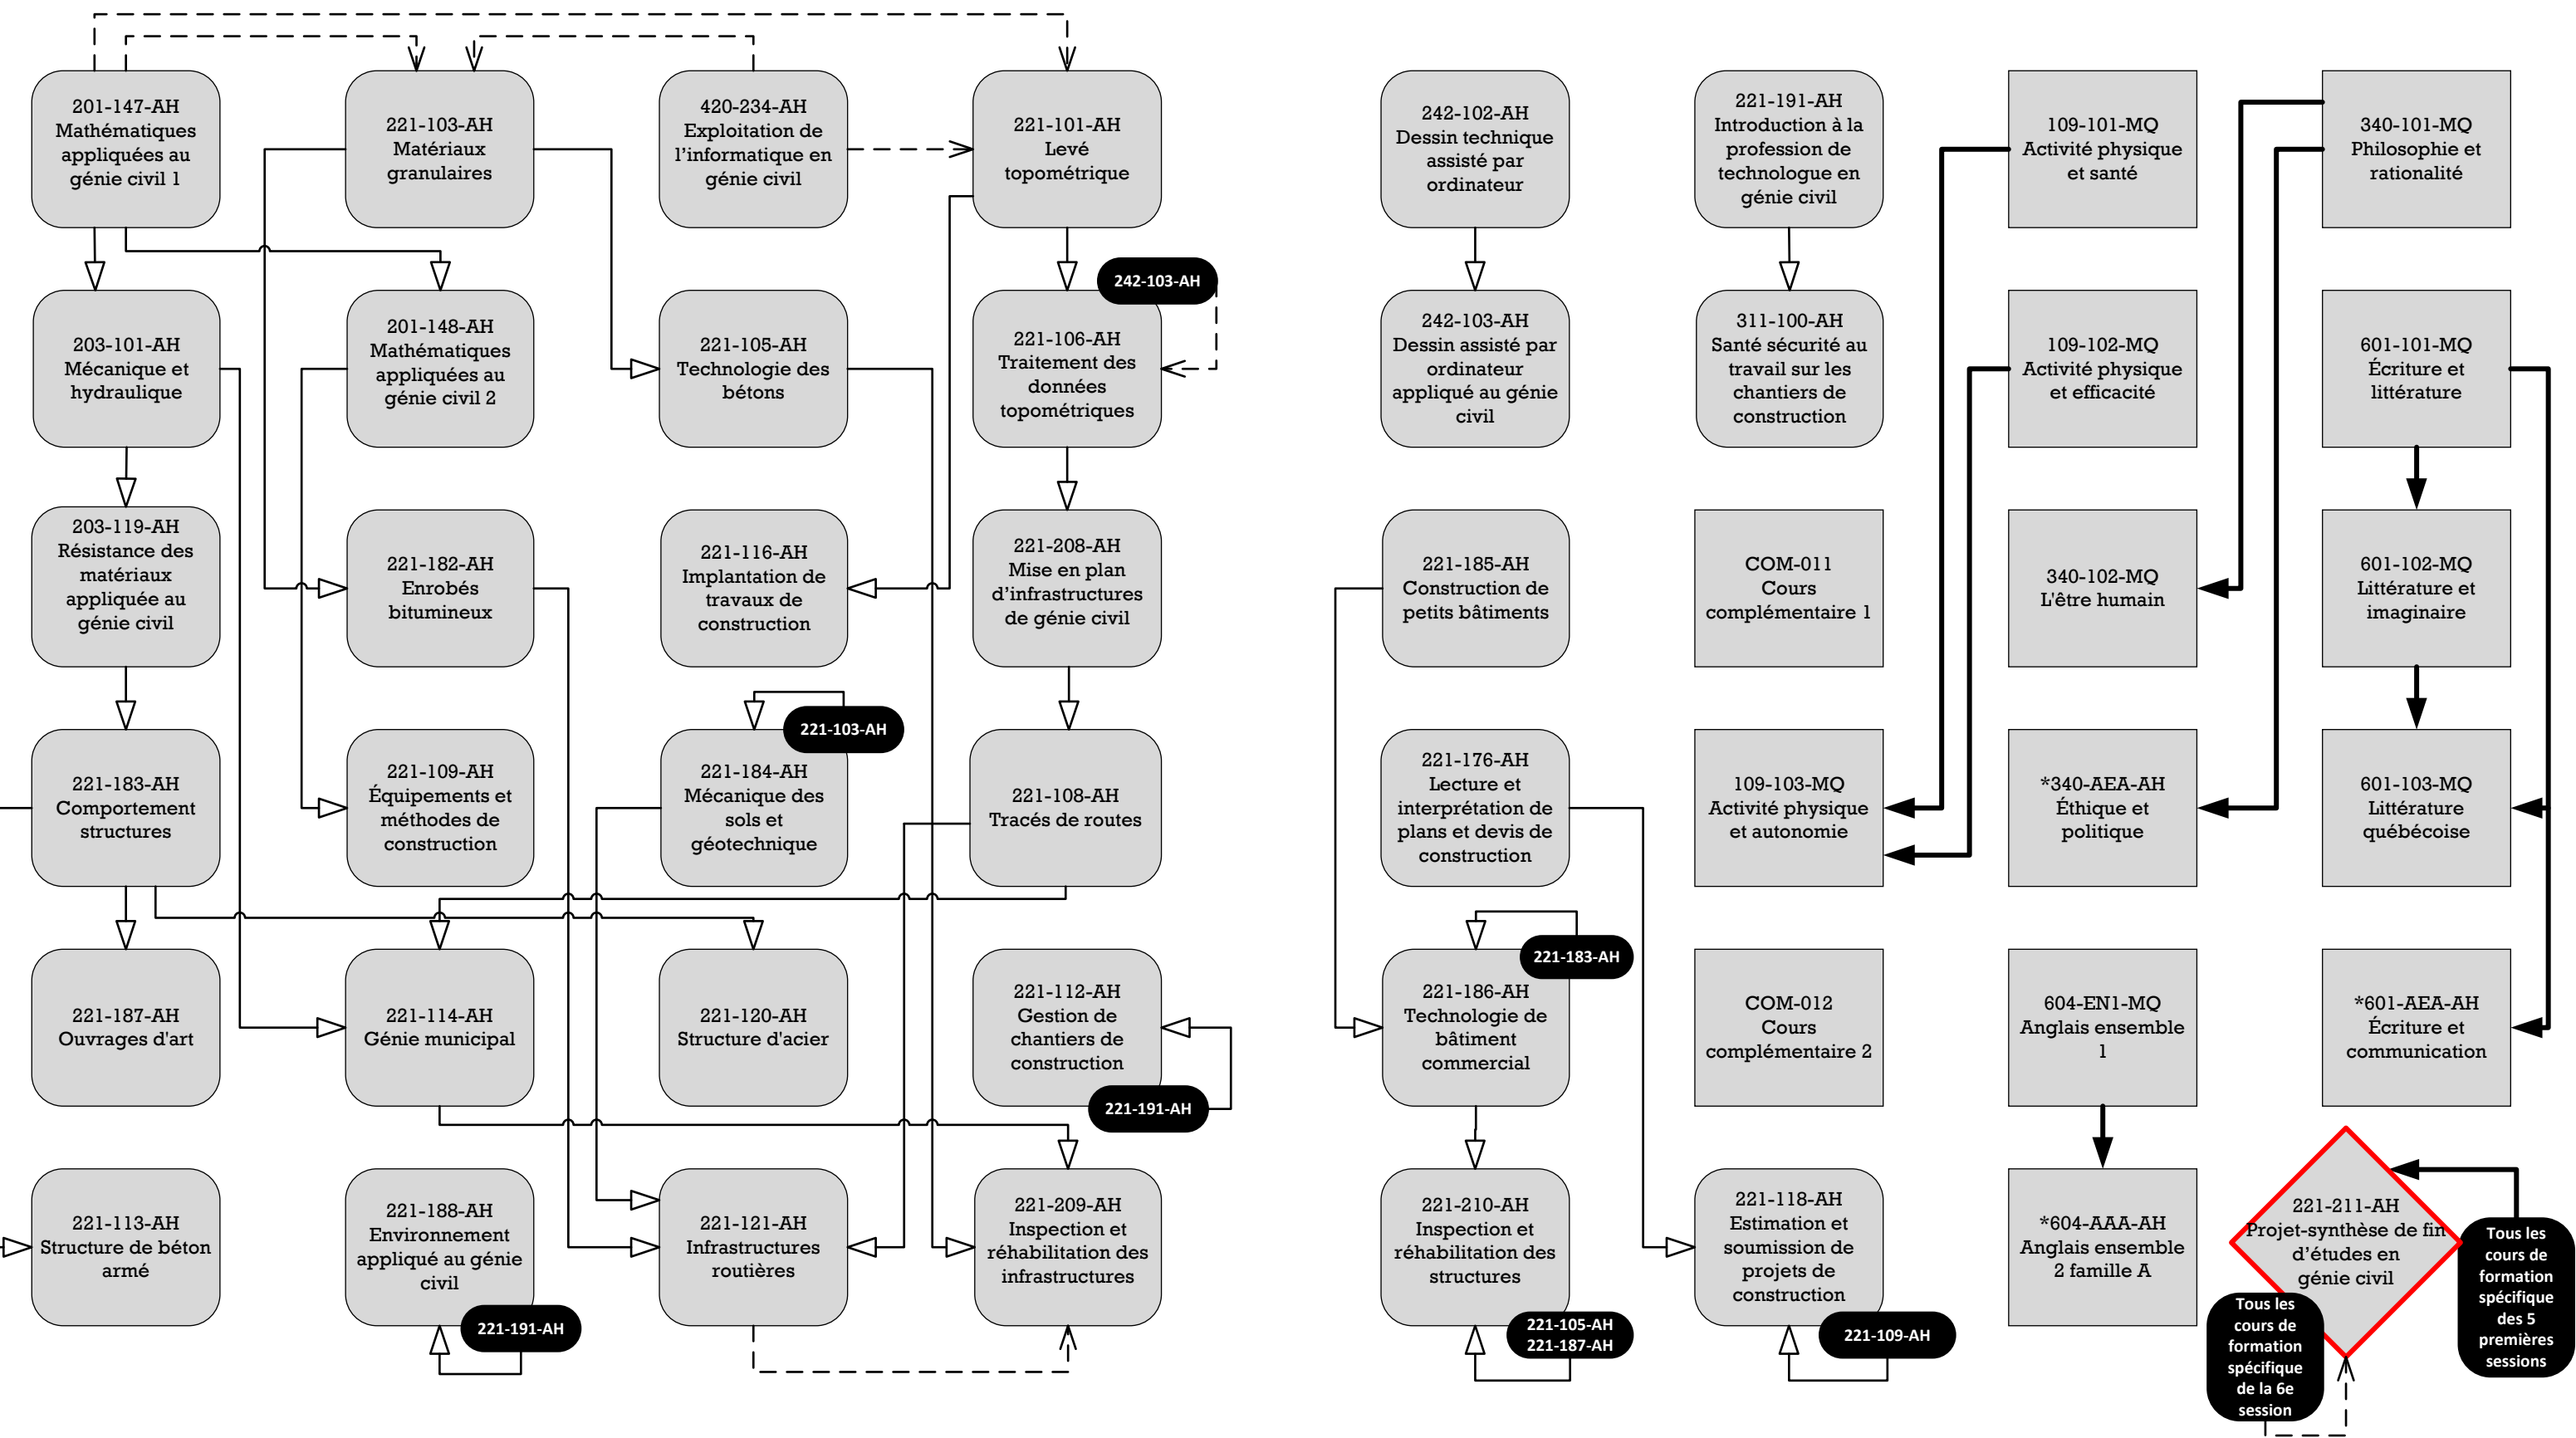 201-147-AH
Mathématiques
appliquées au
génie civil 1
221-103-AH
Matériaux
granulaires
420-234-AH
Exploitation de
l’informatique en
génie civil
221-101-AH
Levé
topométrique
242-102-AH
Dessin technique
assisté par
ordinateur
221-191-AH
Introduction à la
profession de
technologue en
génie civil
109-101-MQ
Activité physique
et santé
340-101-MQ
Philosophie et
rationalité
203-101-AH
Mécanique et
hydraulique
201-148-AH
Mathématiques
appliquées au
génie civil 2
221-105-AH
Technologie des
bétons
242-103-AH
221-106-AH
Traitement des
données
topométriques
242-103-AH
Dessin assisté par
ordinateur
appliqué au génie
civil
311-100-AH
Santé sécurité au
travail sur les
chantiers de
construction
109-102-MQ
Activité physique
et efficacité
601-101-MQ
Écriture et
littérature
203-119-AH
Résistance des
matériaux
appliquée au
génie civil
221-182-AH
Enrobés
bitumineux
221-116-AH
Implantation de
travaux de
construction
221-208-AH
Mise en plan
d’infrastructures
de génie civil
221-185-AH
Construction de
petits bâtiments
COM-011
Cours
complémentaire 1
340-102-MQ
L'être humain
601-102-MQ
Littérature et
imaginaire
221-183-AH
Comportement
structures
221-109-AH
Équipements et
méthodes de
construction
221-103-AH
221-184-AH
Mécanique des
sols et
géotechnique
221-108-AH
Tracés de routes
221-176-AH
Lecture et
interprétation de
plans et devis de
construction
109-103-MQ
Activité physique
et autonomie
*340-AEA-AH
Éthique et
politique
601-103-MQ
Littérature
québécoise
221-187-AH
Ouvrages d'art
221-114-AH
Génie municipal
221-120-AH
Structure d'acier
221-112-AH
Gestion de
chantiers de
construction
221-191-AH
221-183-AH
221-186-AH
Technologie de
bâtiment
commercial
COM-012
Cours
complémentaire 2
604-EN1-MQ
Anglais ensemble
1
*601-AEA-AH
Écriture et
communication
221-113-AH
Structure de béton
armé
221-188-AH
Environnement
appliqué au génie
civil
221-191-AH
221-121-AH
Infrastructures
routières
221-209-AH
Inspection et
réhabilitation des
infrastructures
221-210-AH
Inspection et
réhabilitation des
structures
221-105-AH
221-187-AH
221-118-AH
Estimation et
soumission de
projets de
construction
221-109-AH
*604-AAA-AH
Anglais ensemble
2 famille A
221-211-AH
Projet-synthèse de fin
d’études en
génie civil
Tous les
cours de
formation
spécifique
de la 6e
session
Tous les
cours de
formation
spécifique
des 5
premières
sessions